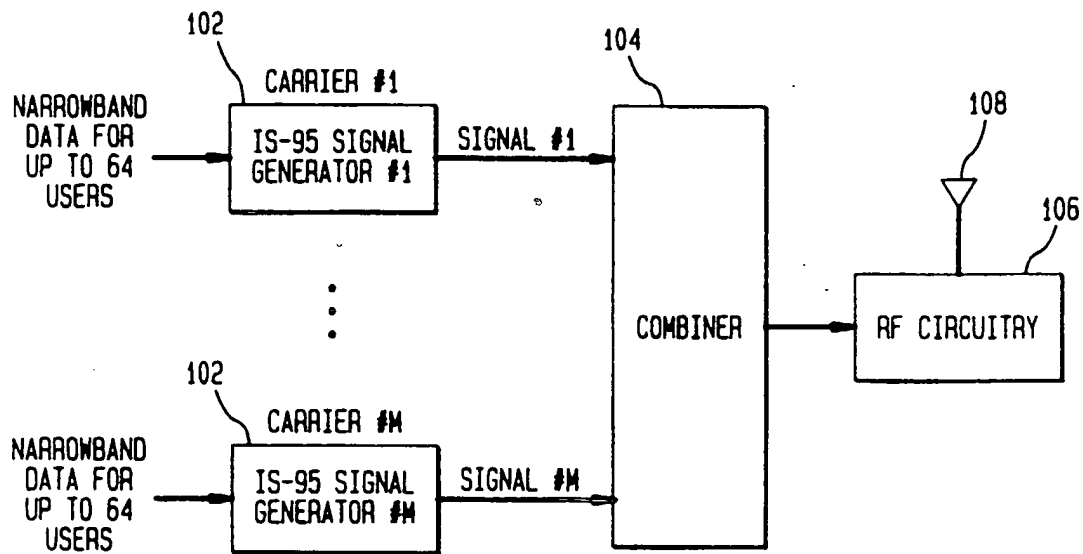 102
104
CARRIER #1
108
NARROWBAND
DATA FOR
UP TO 64
USERS
IS-95 SIGNAL
GENERATOR #1
SIGNAL #1
106
COMBINER
RF CIRCUITRY
102
CARRIER #M
NARROWBAND
DATA FOR
UP TO 64
USERS
IS-95 SIGNAL
GENERATOR #M
SIGNAL #M